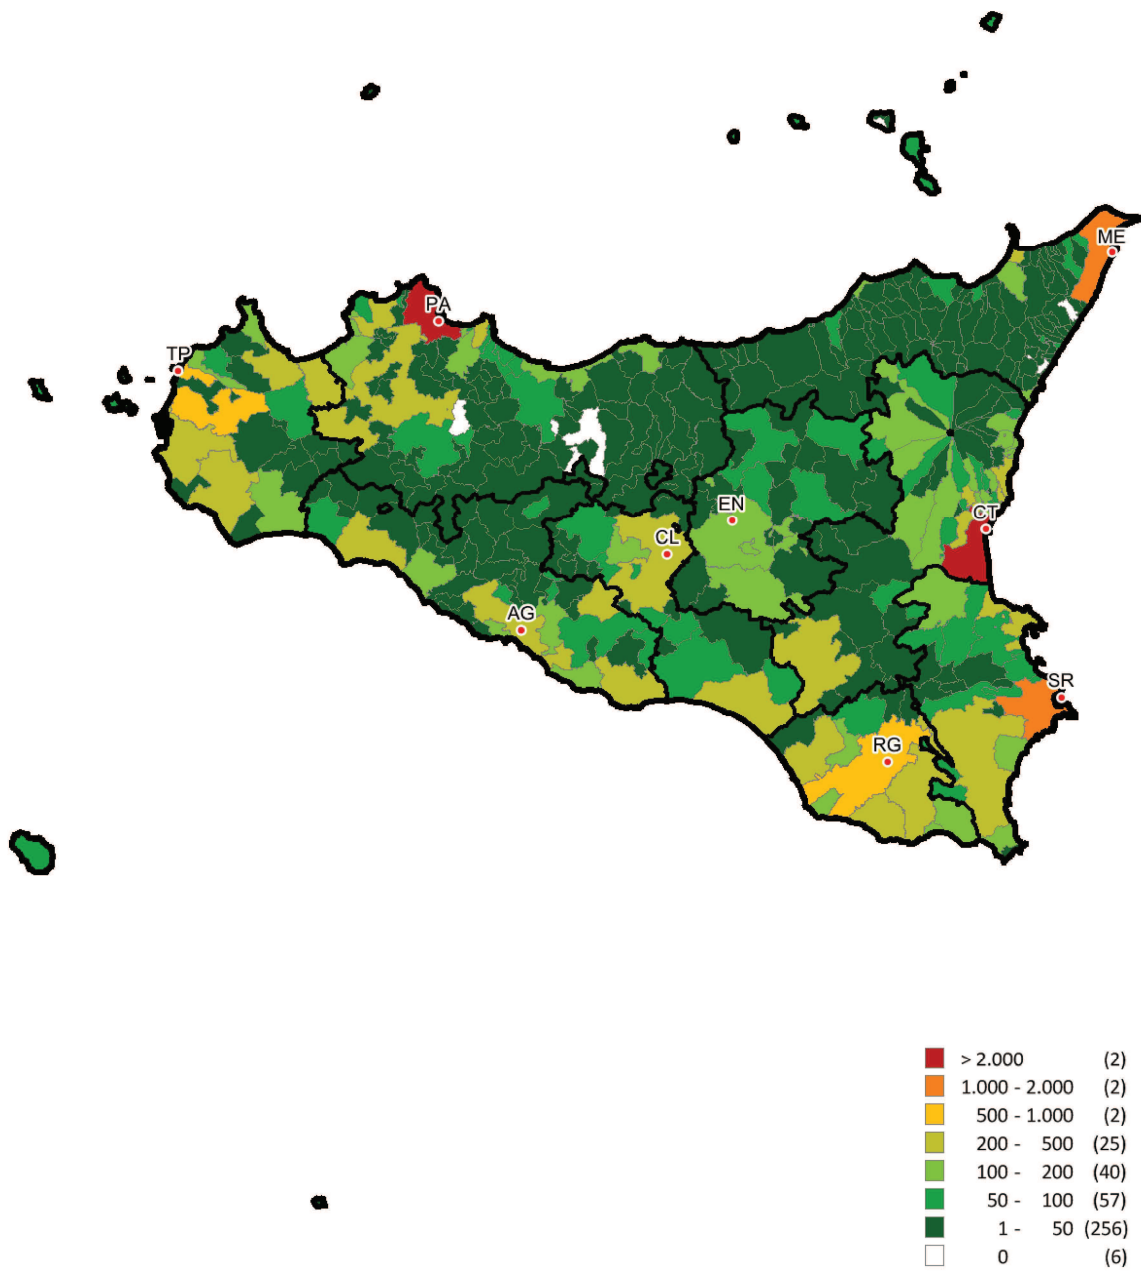 ME
PA
TP
EN
CT
CL
AG
SR
RG
> 2.000 (2)
1.000 - 2.000 (2)
500 - 1.000 (2)
200 - 500 (25)
100 - 200 (40)
50 - 100 (57)
1 - 50 (256)
0 (6)